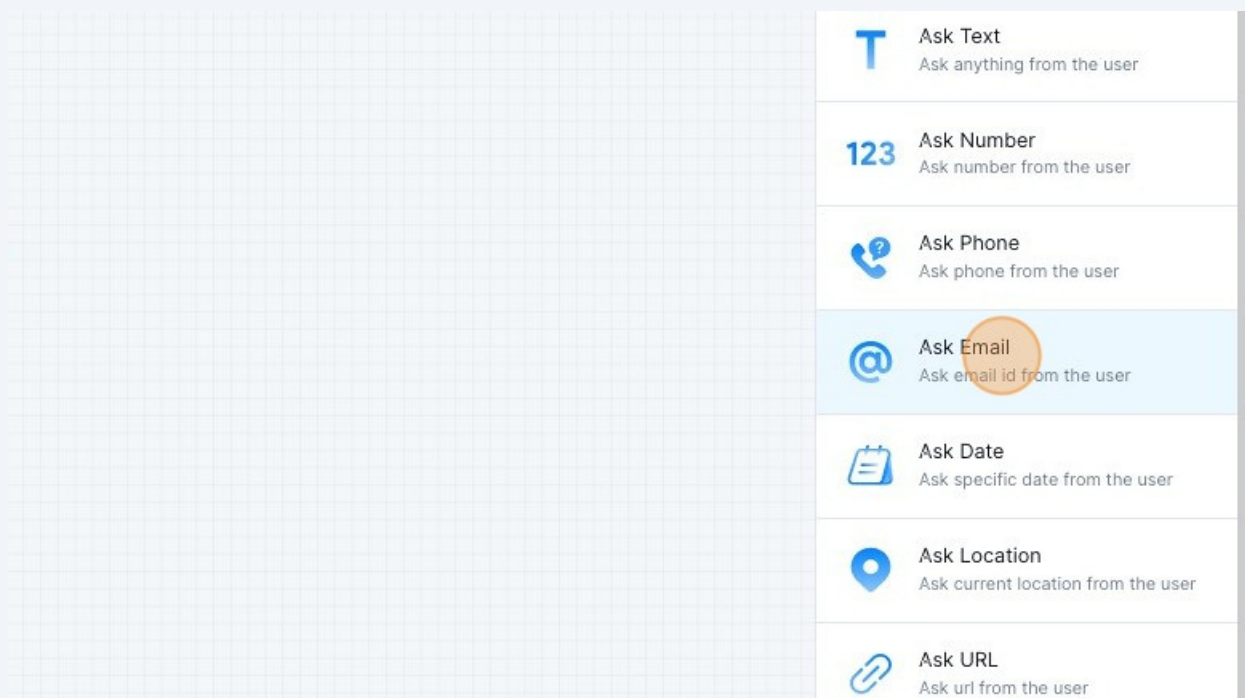 Ask Text
Ask anything from the user
123
Ask Number
Ask number from the user
?
Ask Phone
Ask phone from the user
@
Ask Email
Ask email id from the user
Ask Date
Ask specific date from the user
Ask Location
Ask current location from the user
Ask URL
Ask url from the user